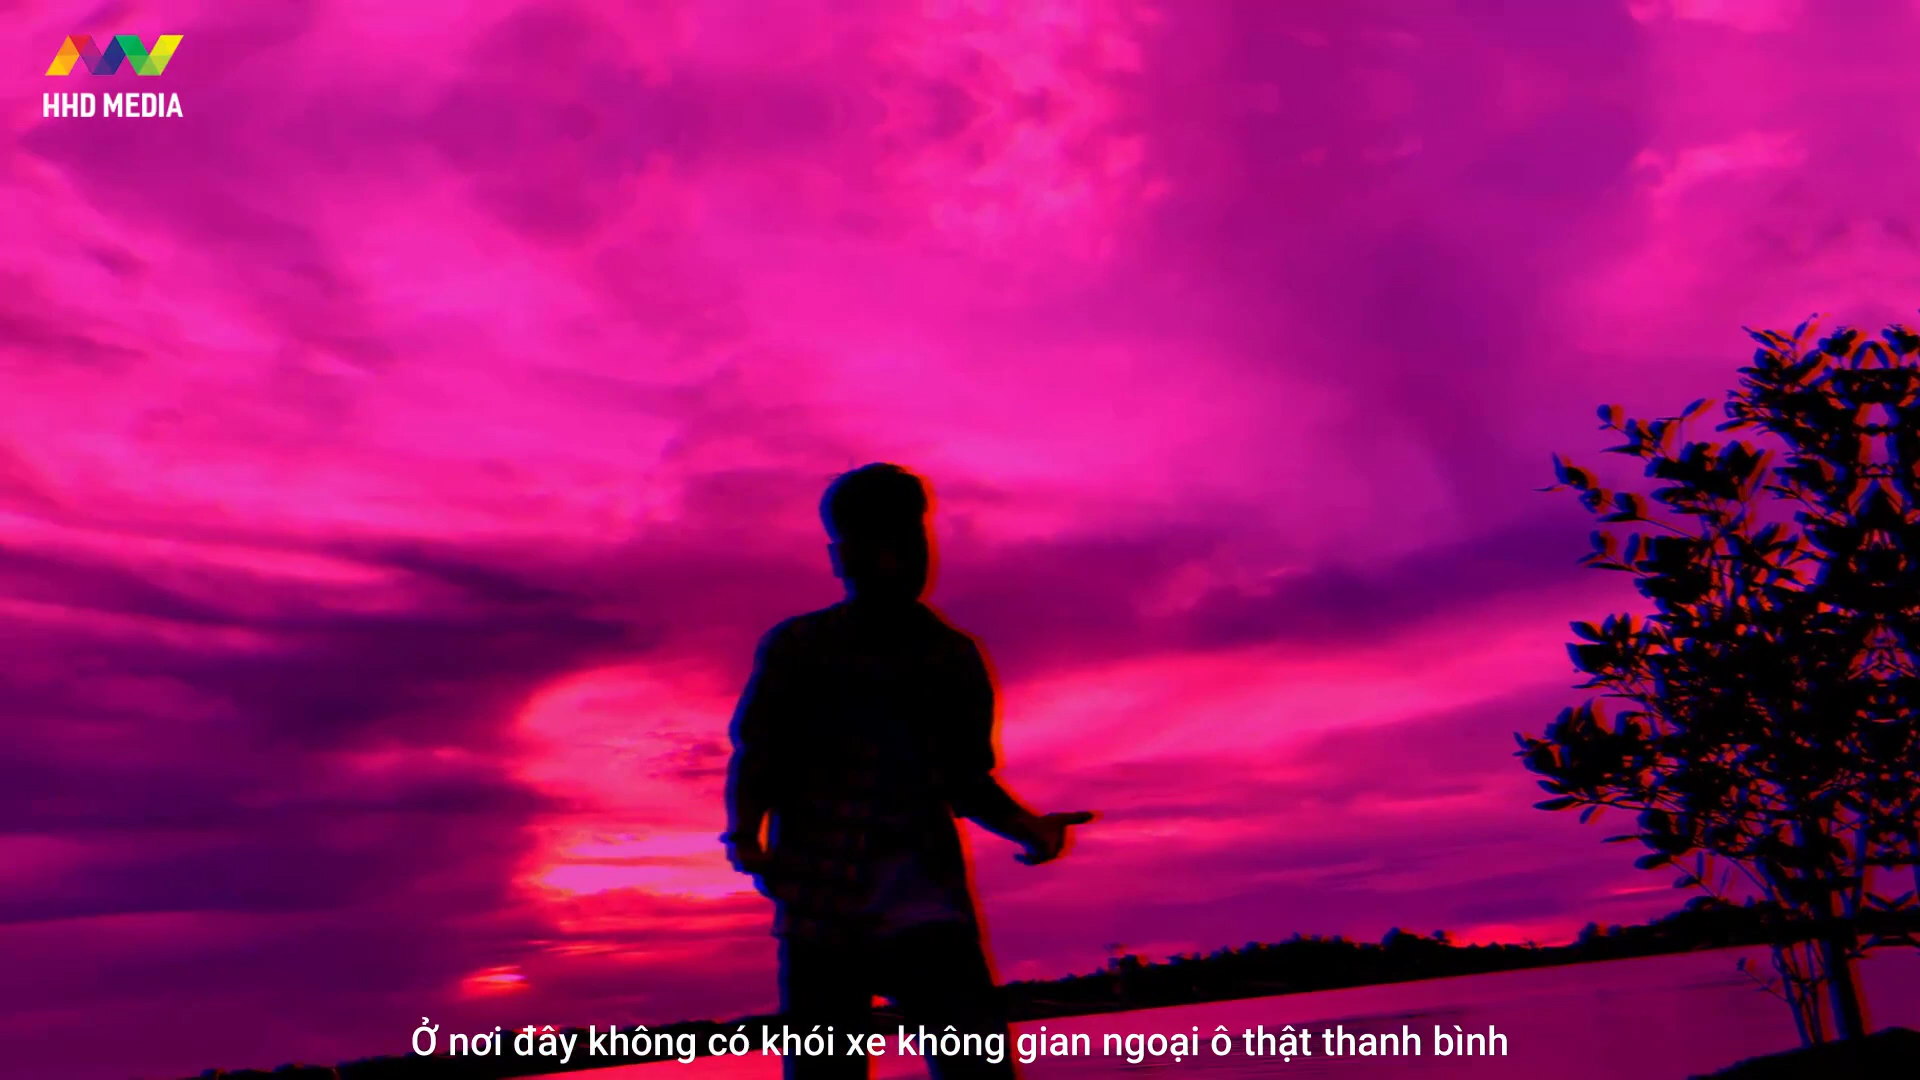 HHD MEDIA
Ở nơi đây không có khói xe không gian ngoại ô thật thanh bình